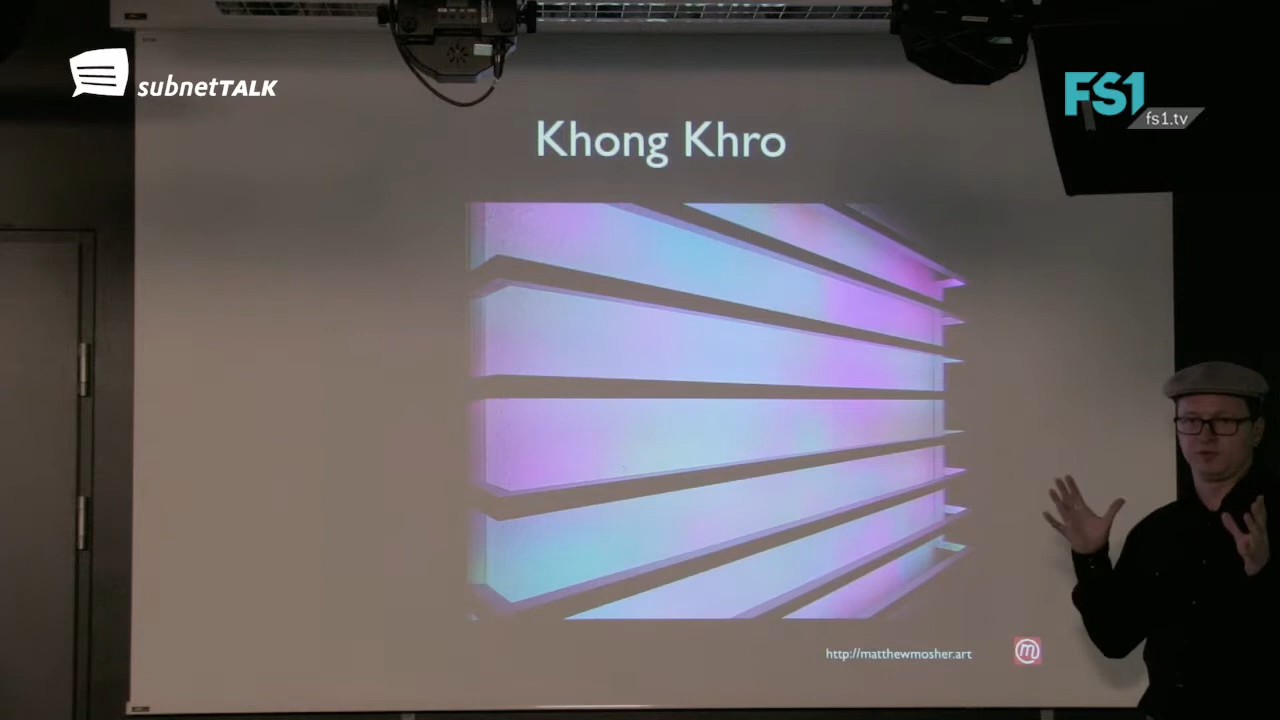 subnetTALK
FS1
fs1.tv
Khong Khro
http://matthewmosher.art
m